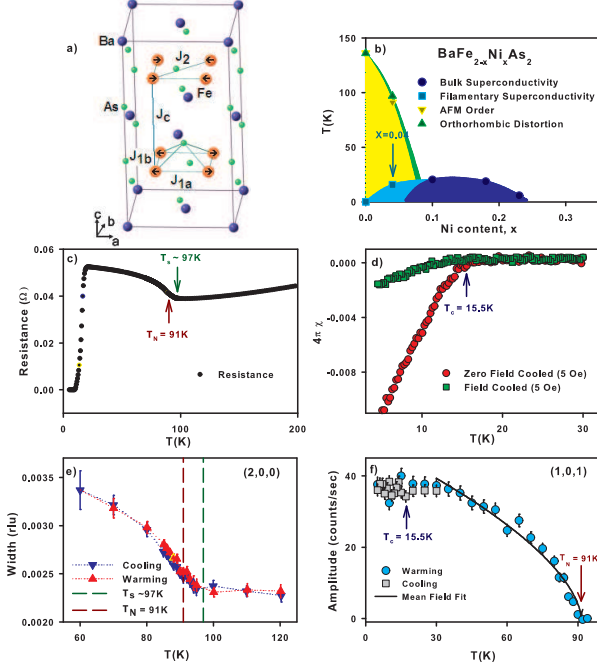 a)
Ba
J2
Fe
As
Jc
J1b
J1a
c
b
a
b)
BaFe2-xNixAs2
Bulk Superconductivity
Filamentary Superconductivity
AFM Order
Orthorhombic Distortion
X=0.04
T(K)
150
100
50
0
0.0 0.1 0.2 0.3
Ni content, x
c)
Ts ~ 97K
TN = 91K
Resistance
Resistance (Ω)
0.06
0.04
0.02
0.00
0 100 200
T(K)
d)
Tc = 15.5K
Zero Field Cooled (5 Oe)
Field Cooled (5 Oe)
4π χ
0.000
-0.004
-0.008
10 20 30
T(K)
e)
(2,0,0)
Cooling
Warming
Ts ~97K
TN = 91K
Width (rlu)
0.0035
0.0030
0.0025
0.0020
60 80 100 120
T(K)
f)
(1,0,1)
Tc = 15.5K
TN = 91K
Warming
Cooling
Mean Field Fit
Amplitude (counts/sec)
40
20
0
0 30 60 90
T(K)